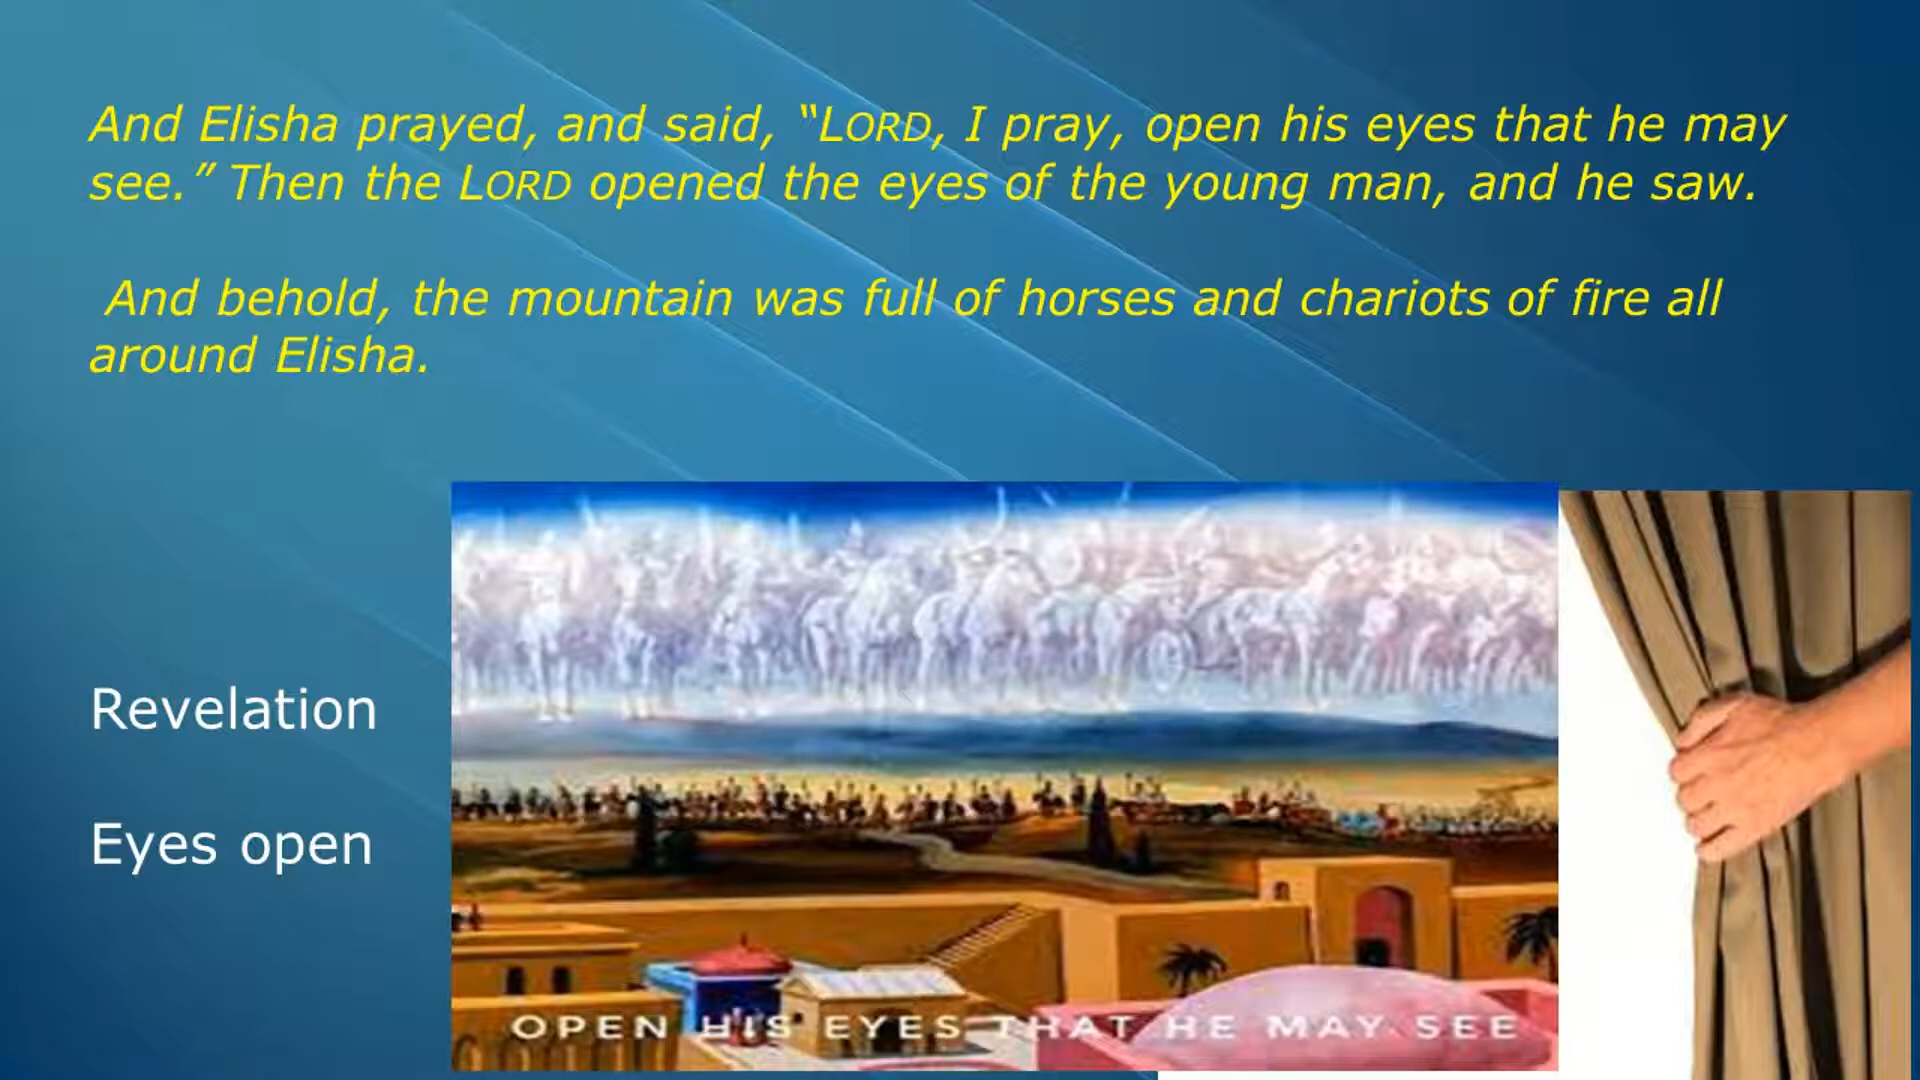 And Elisha prayed, and said, “LORD, I pray, open his eyes that he may
see.” Then the LORD opened the eyes of the young man, and he saw.
And behold, the mountain was full of horses and chariots of fire all
around Elisha.
Revelation
Eyes open
OPEN HIS EYES THAT HE MAY SEE